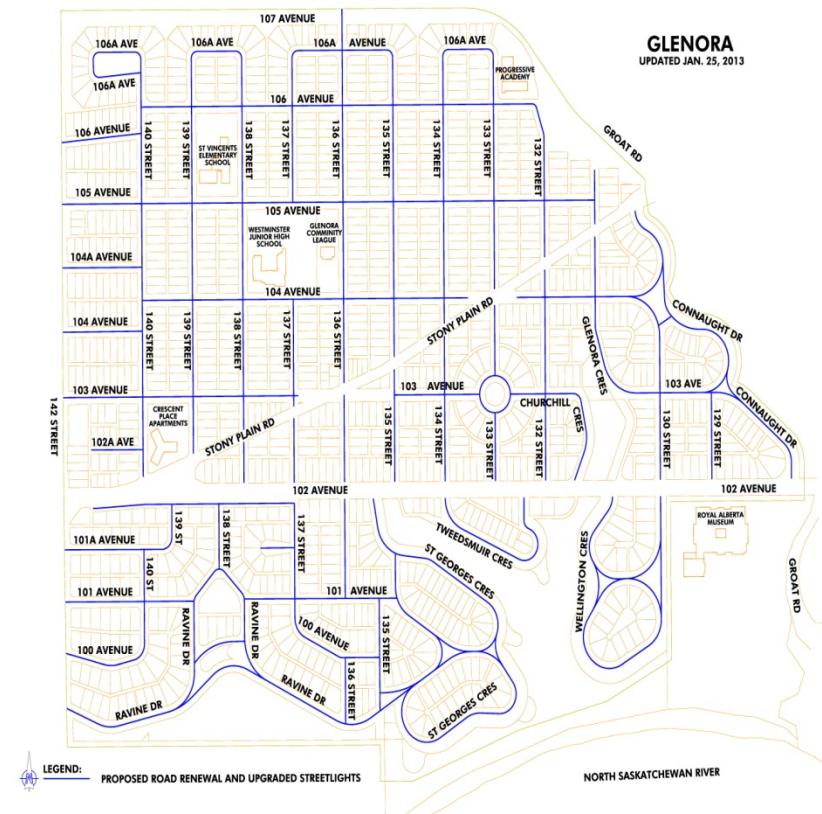 107 AVENUE
GLENORA
UPDATED JAN. 25, 2013
106A AVE
106A AVE
106A AVENUE
106A AVE
PROGRESSIVE
ACADEMY
106A AVE
106 AVENUE
106 AVENUE
140 STREET
139 STREET
138 STREET
137 STREET
136 STREET
135 STREET
134 STREET
133 STREET
132 STREET
GROAT RD
ST VINCENTS
ELEMENTARY
SCHOOL
105 AVENUE
105 AVENUE
WESTMINSTER
JUNIOR HIGH
SCHOOL
GLENORA
COMMINITY
LEAGUE
104A AVENUE
104 AVENUE
STONY PLAIN RD
CONNAUGHT DR
104 AVENUE
140 STREET
139 STREET
138 STREET
137 STREET
136 STREET
GLENORA CRES
103 AVENUE
103 AVENUE
103 AVE
CONNAUGHT DR
142 STREET
CRESCENT
PLACE
APARTMENTS
CHURCHILL
CRES
135 STREET
134 STREET
133 STREET
132 STREET
130 STREET
129 STREET
102A AVE
STONY PLAIN RD
102 AVENUE
102 AVENUE
139 ST
138 STREET
137 STREET
ROYAL ALBERTA
MUSEUM
101A AVENUE
TWEEDSMUIR CRES
ST GEORGES CRES
WELLINGTON CRES
GROAT RD
140 ST
101 AVENUE
101 AVENUE
RAVINE DR
RAVINE DR
100 AVENUE
135 STREET
100 AVENUE
136 STREET
RAVINE DR
RAVINE DR
ST GEORGES CRES
LEGEND:
PROPOSED ROAD RENEWAL AND UPGRADED STREETLIGHTS
NORTH SASKATCHEWAN RIVER